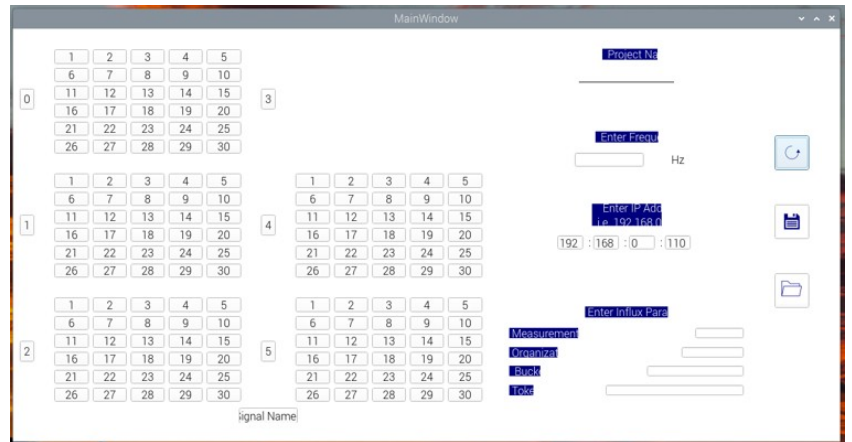 MainWindow
1 2 3 4 5
6 7 8 9 10
11 12 13 14 15
16 17 18 19 20
21 22 23 24 25
26 27 28 29 30
0
3
1 2 3 4 5
6 7 8 9 10
11 12 13 14 15
16 17 18 19 20
21 22 23 24 25
26 27 28 29 30
1
4
1 2 3 4 5
6 7 8 9 10
11 12 13 14 15
16 17 18 19 20
21 22 23 24 25
26 27 28 29 30
1 2 3 4 5
6 7 8 9 10
11 12 13 14 15
16 17 18 19 20
21 22 23 24 25
26 27 28 29 30
2
5
1 2 3 4 5
6 7 8 9 10
11 12 13 14 15
16 17 18 19 20
21 22 23 24 25
26 27 28 29 30
ignal Name
Project Na
Enter Frequ
Hz
Enter IP Add
i.e. 192.168.0
192 : 168 : 0 : 110
Enter Influx Para
Measurement
Organizat
Buck
Toke